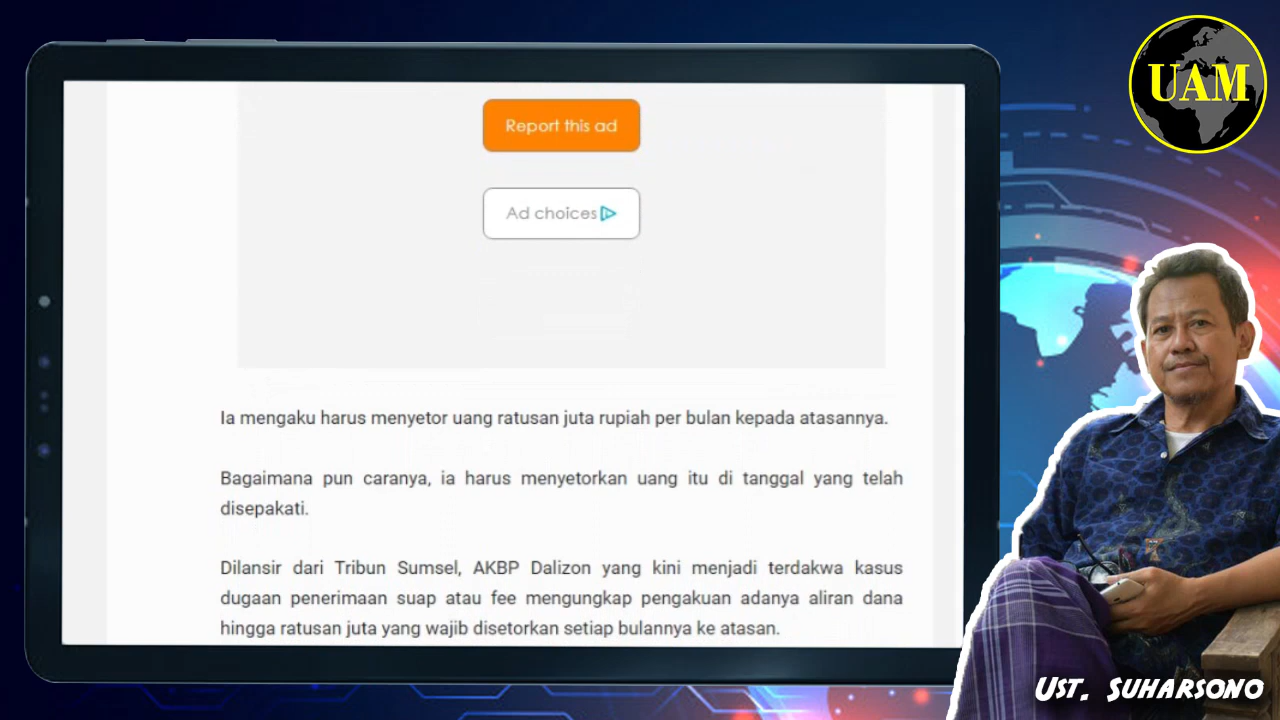 UAM
Report this ad
Ad choices
Ia mengaku harus menyetor uang ratusan juta rupiah per bulan kepada atasannya.
Bagaimana pun caranya, ia harus menyetorkan uang itu di tanggal yang telah
disepakati.
Dilansir dari Tribun Sumsel, AKBP Dalizon yang kini menjadi terdakwa kasus
dugaan penerimaan suap atau fee mengungkap pengakuan adanya aliran dana
hingga ratusan juta yang wajib disetorkan setiap bulannya ke atasan.
Ust. Suharsono